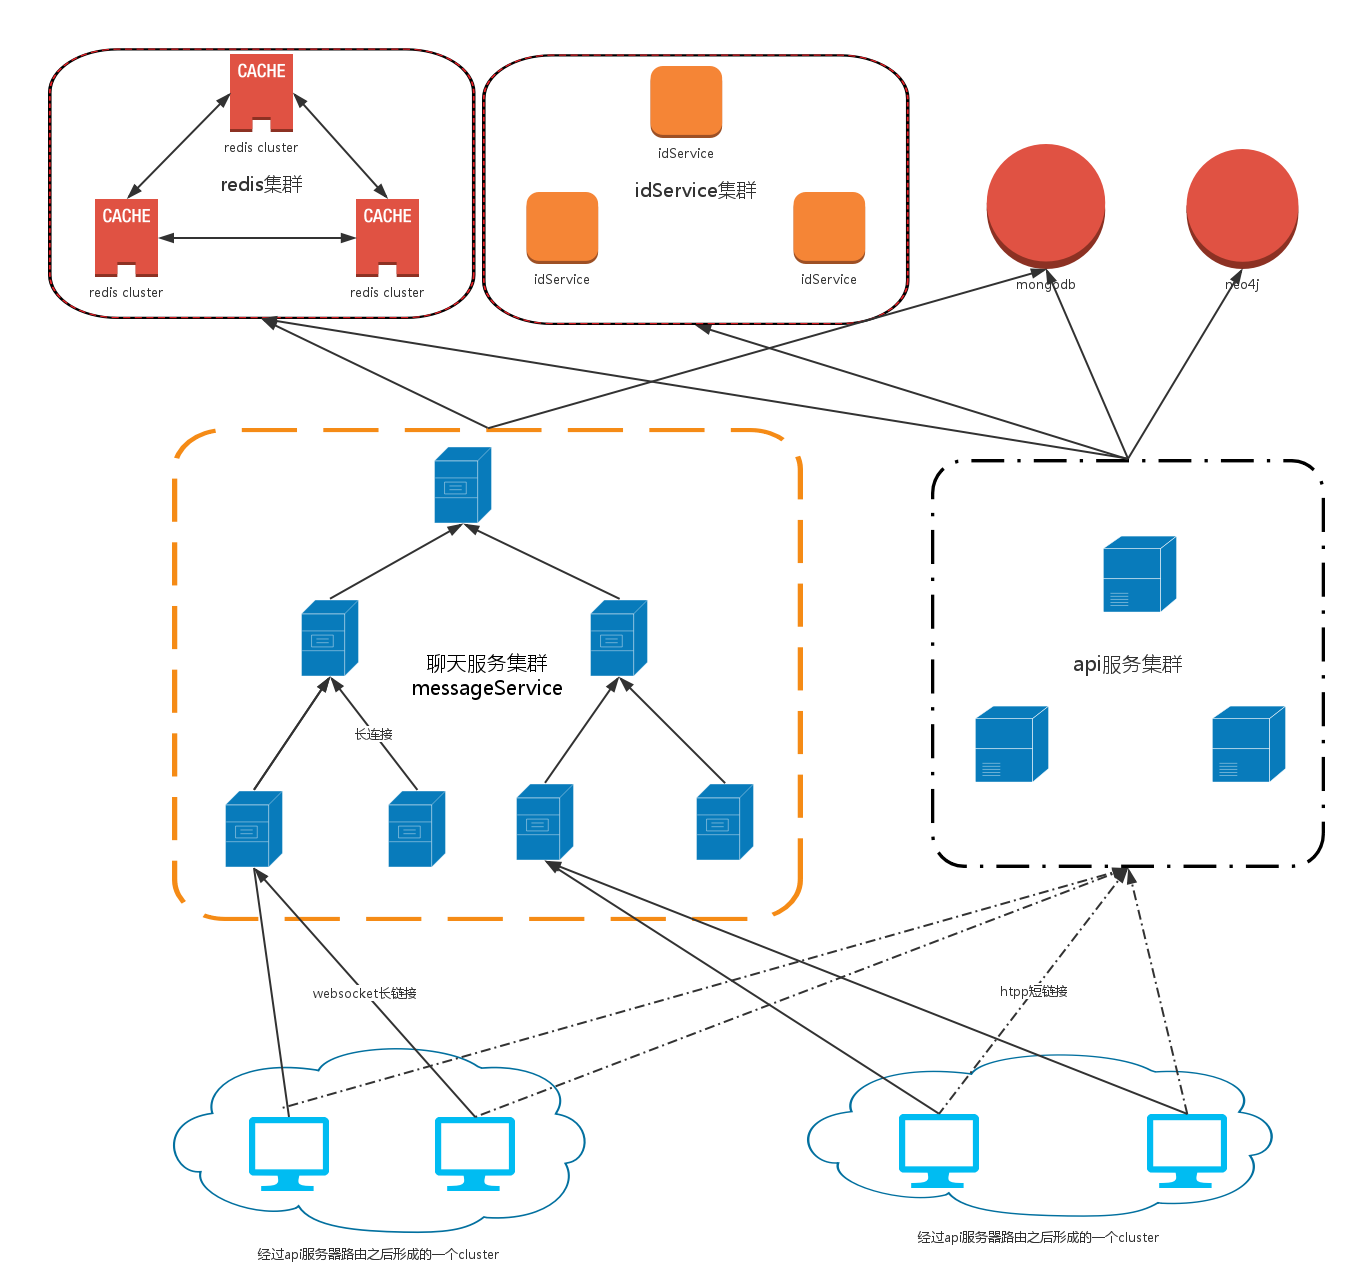 CACHE
redis cluster
redis集群
CACHE
redis cluster
CACHE
redis cluster
idService
idService集群
idService
idService
mongodb
neo4j
聊天服务集群
messageService
长连接
api服务集群
websocket长链接
htpp短链接
经过api服务器路由之后形成的一个cluster
经过api服务器路由之后形成的一个cluster